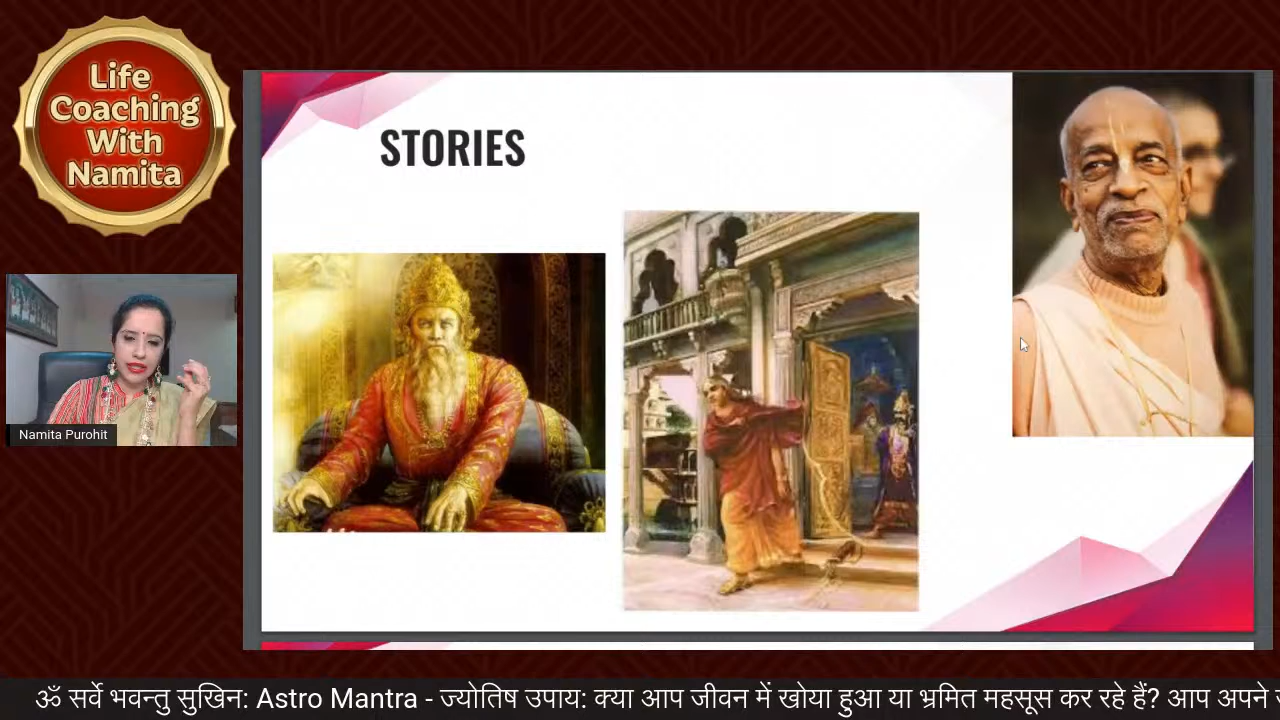 Life
Coaching
With
Namita
STORIES
Namita Purohit
ॐ सर्वे भवन्तु सुखिन: Astro Mantra - ज्योतिष उपाय: क्या आप जीवन में खोया हुआ या भ्रमित महसूस कर रहे हैं? आप अपने